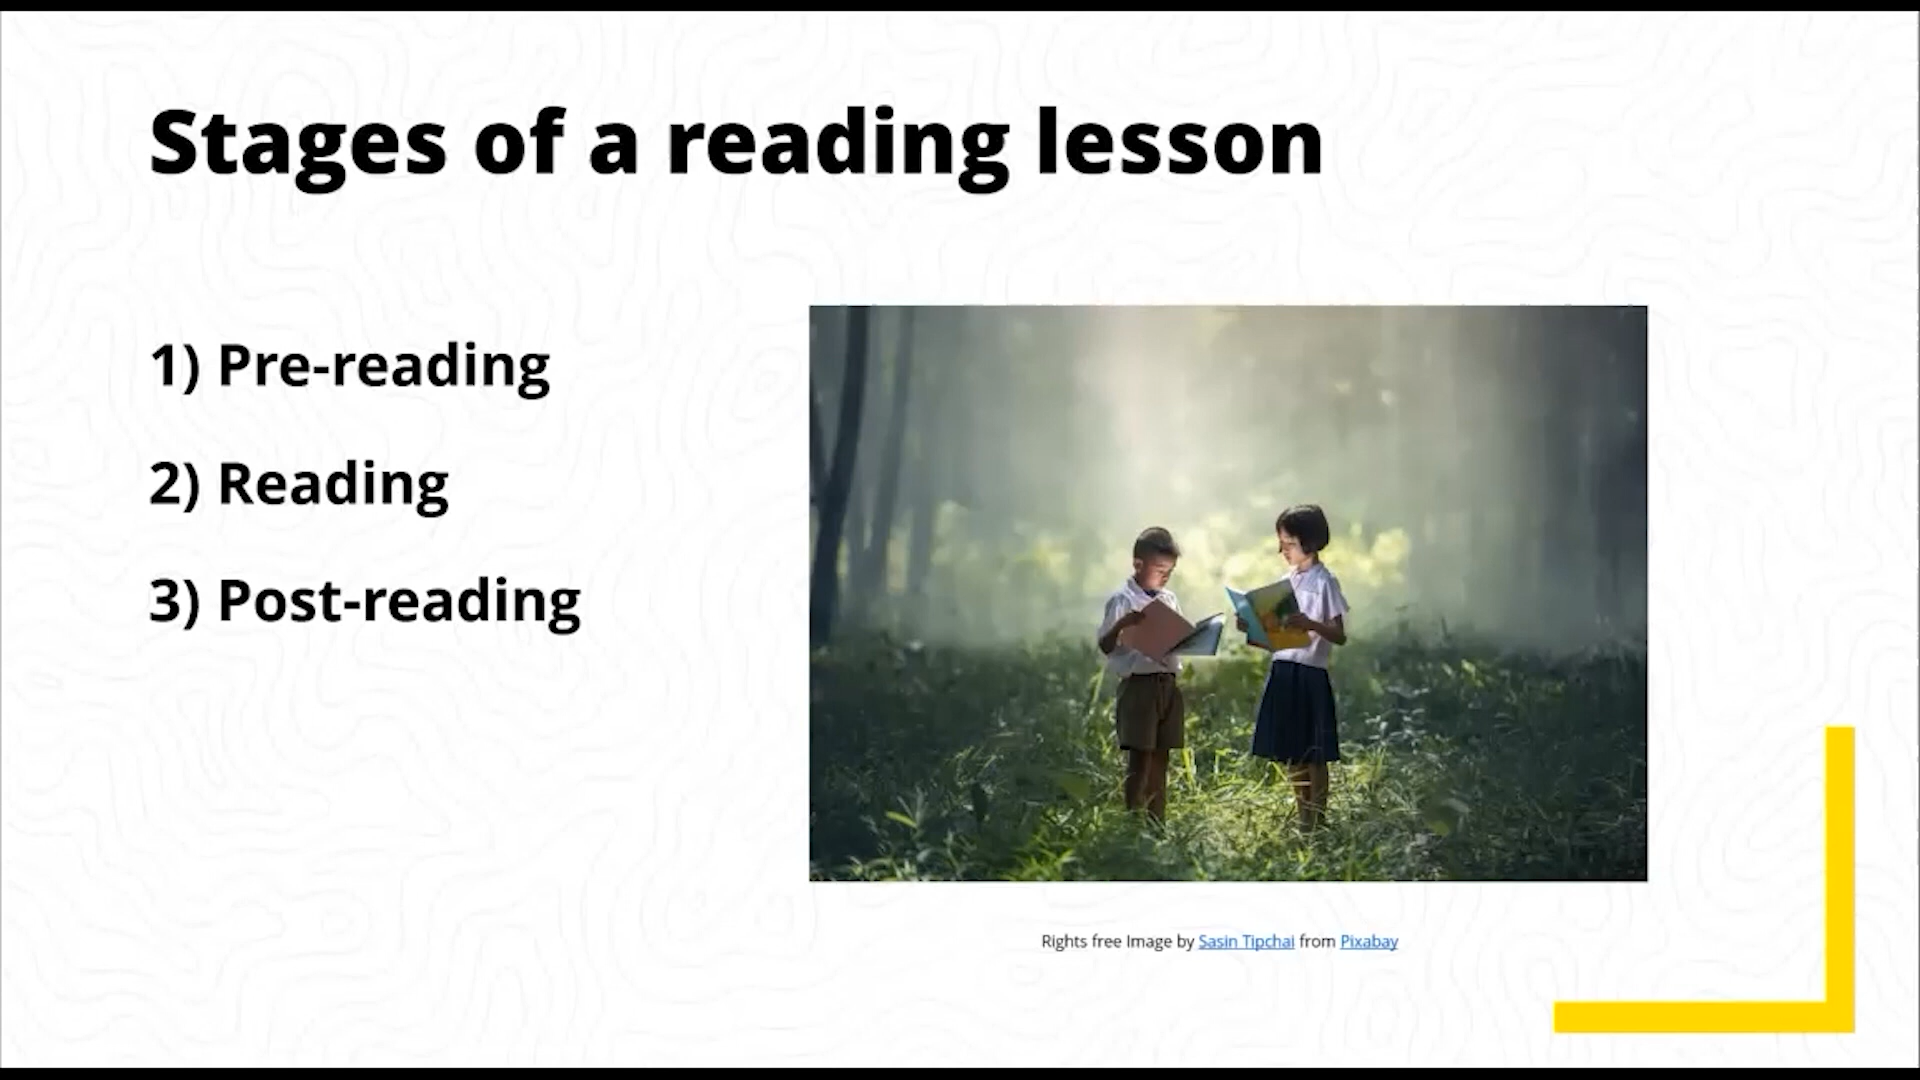 Stages of a reading lesson
1) Pre-reading
2) Reading
3) Post-reading
Rights free Image by Sasin Tipchai from Pixabay